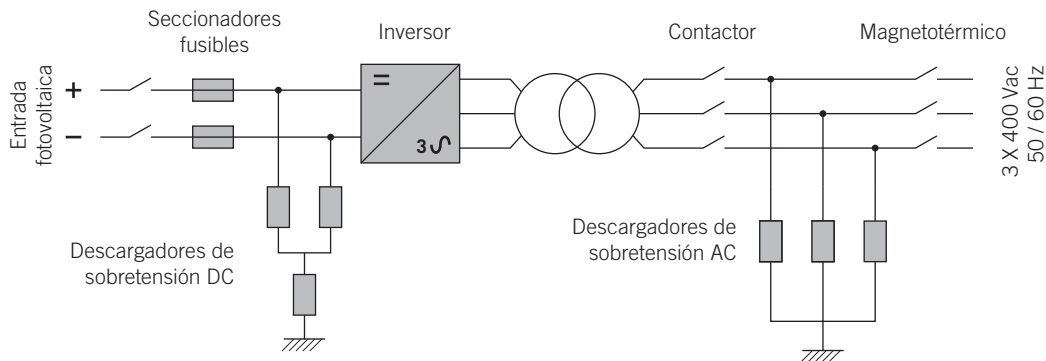 Seccionadores
fusibles
Inversor
Contactor
Magnetotérmico
Entrada
fotovoltaica
+
−
=
3
3 X 400 Vac
50 / 60 Hz
Descargadores de
sobretensión DC
Descargadores de
sobretensión AC